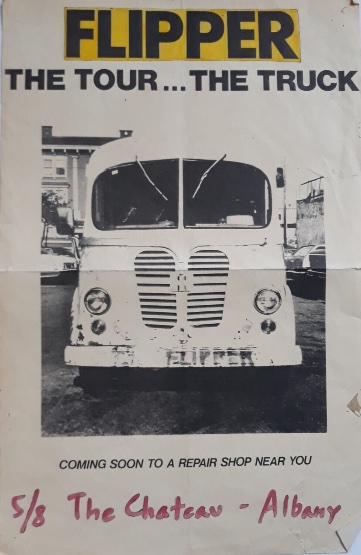 FLIPPER
THE TOUR...THE TRUCK
FLIPPER
COMING SOON TO A REPAIR SHOP NEAR YOU
5/8 The Chateau - Albany